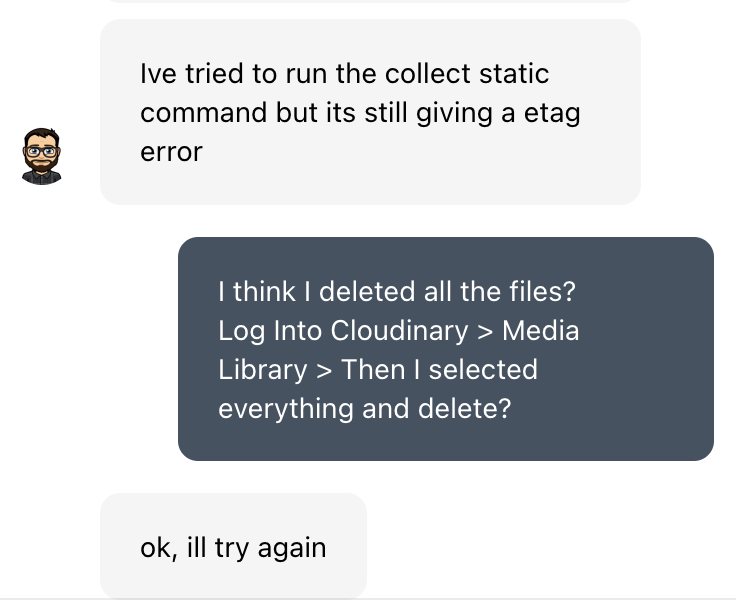 Ive tried to run the collect static
command but its still giving a etag
error
I think I deleted all the files?
Log Into Cloudinary > Media
Library > Then I selected
everything and delete?
ok, ill try again